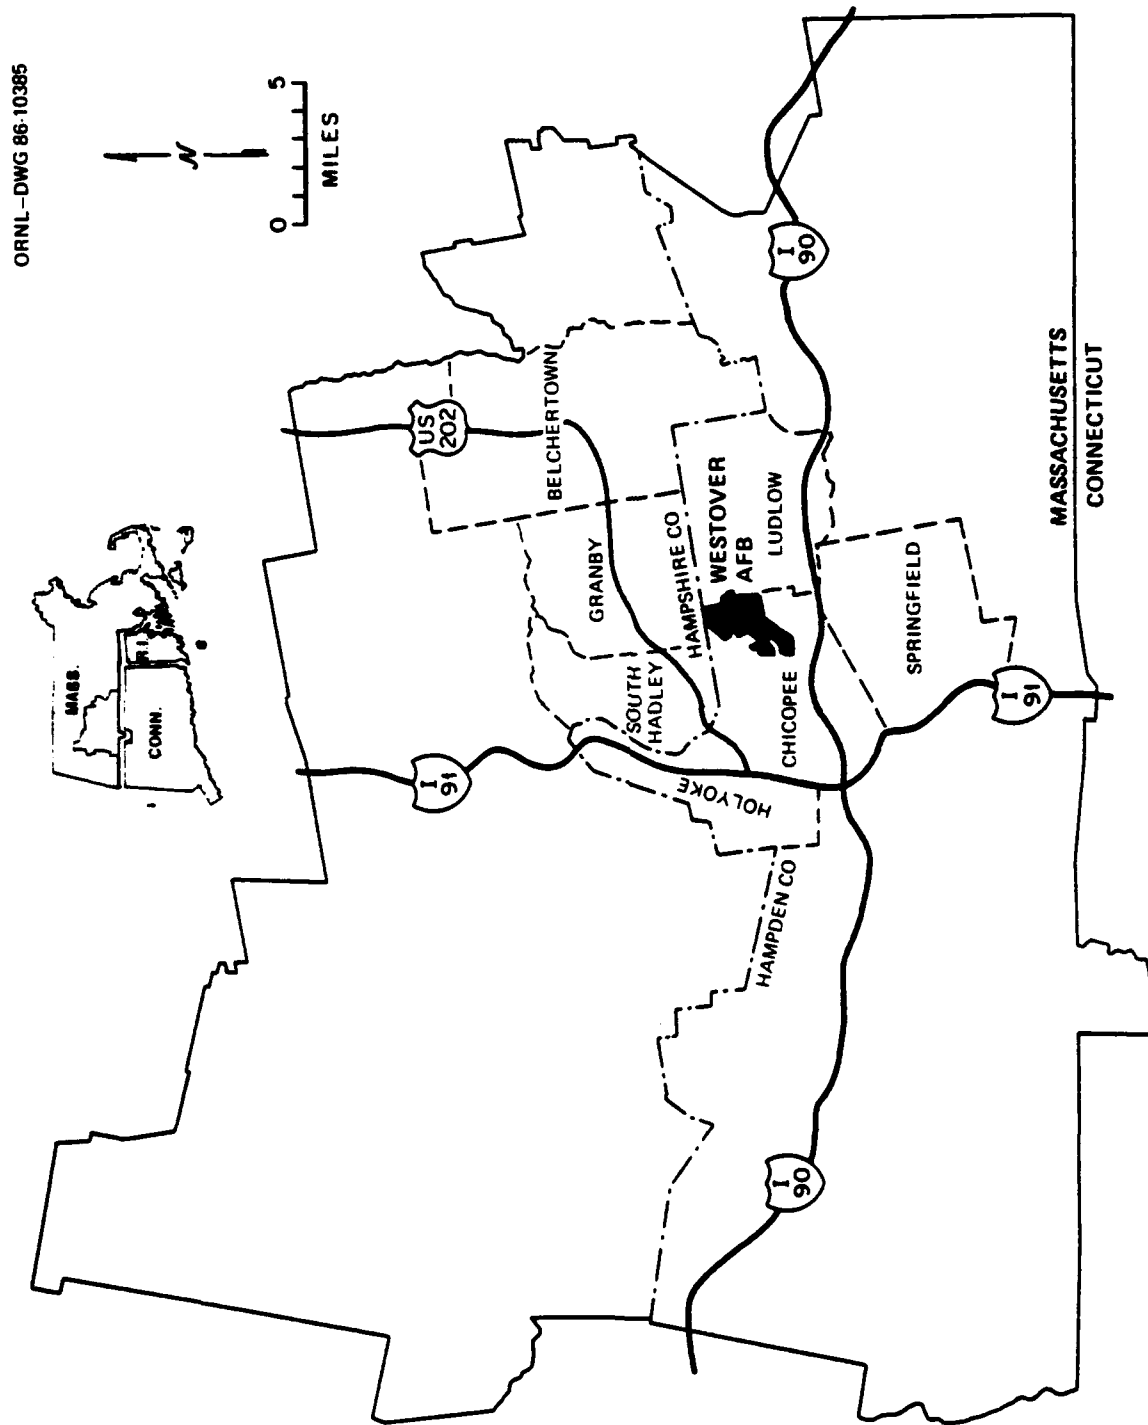 ORNL–DWG 86-10385
N
0 5
MILES
MASS.
CONN.
R.I.
US
202
I
91
BELCHERTOWN
GRANBY
SOUTH
HADLEY
HOLYOKE
HAMPSHIRE CO
WESTOVER
AFB
LUDLOW
CHICOPEE
HAMPDEN CO
I
90
I
90
SPRINGFIELD
I
91
MASSACHUSETTS
CONNECTICUT